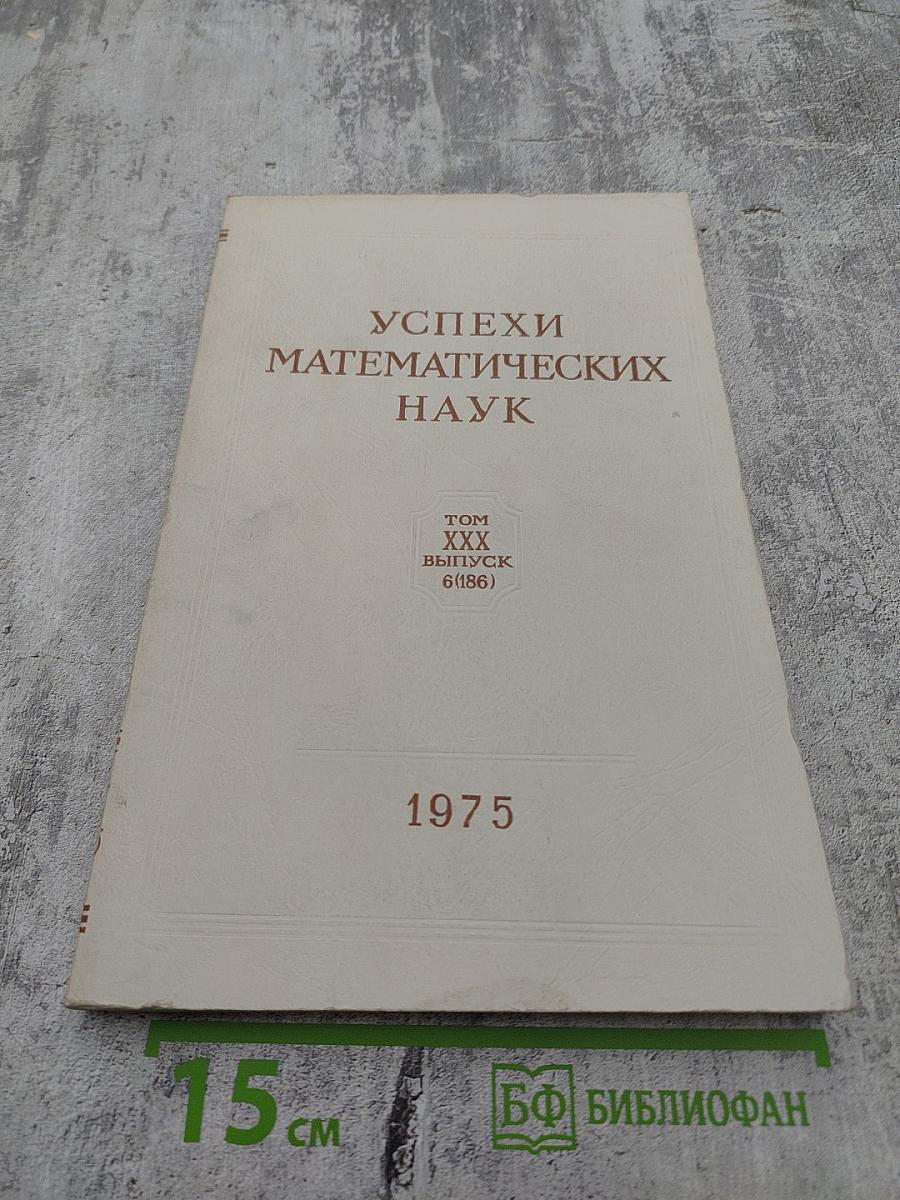 УСПЕХИ
МАТЕМАТИЧЕСКИХ
НАУК
ТОМ
XXX
ВЫПУСК
6(186)
1975
15 см
БФ БИБЛИОФАН